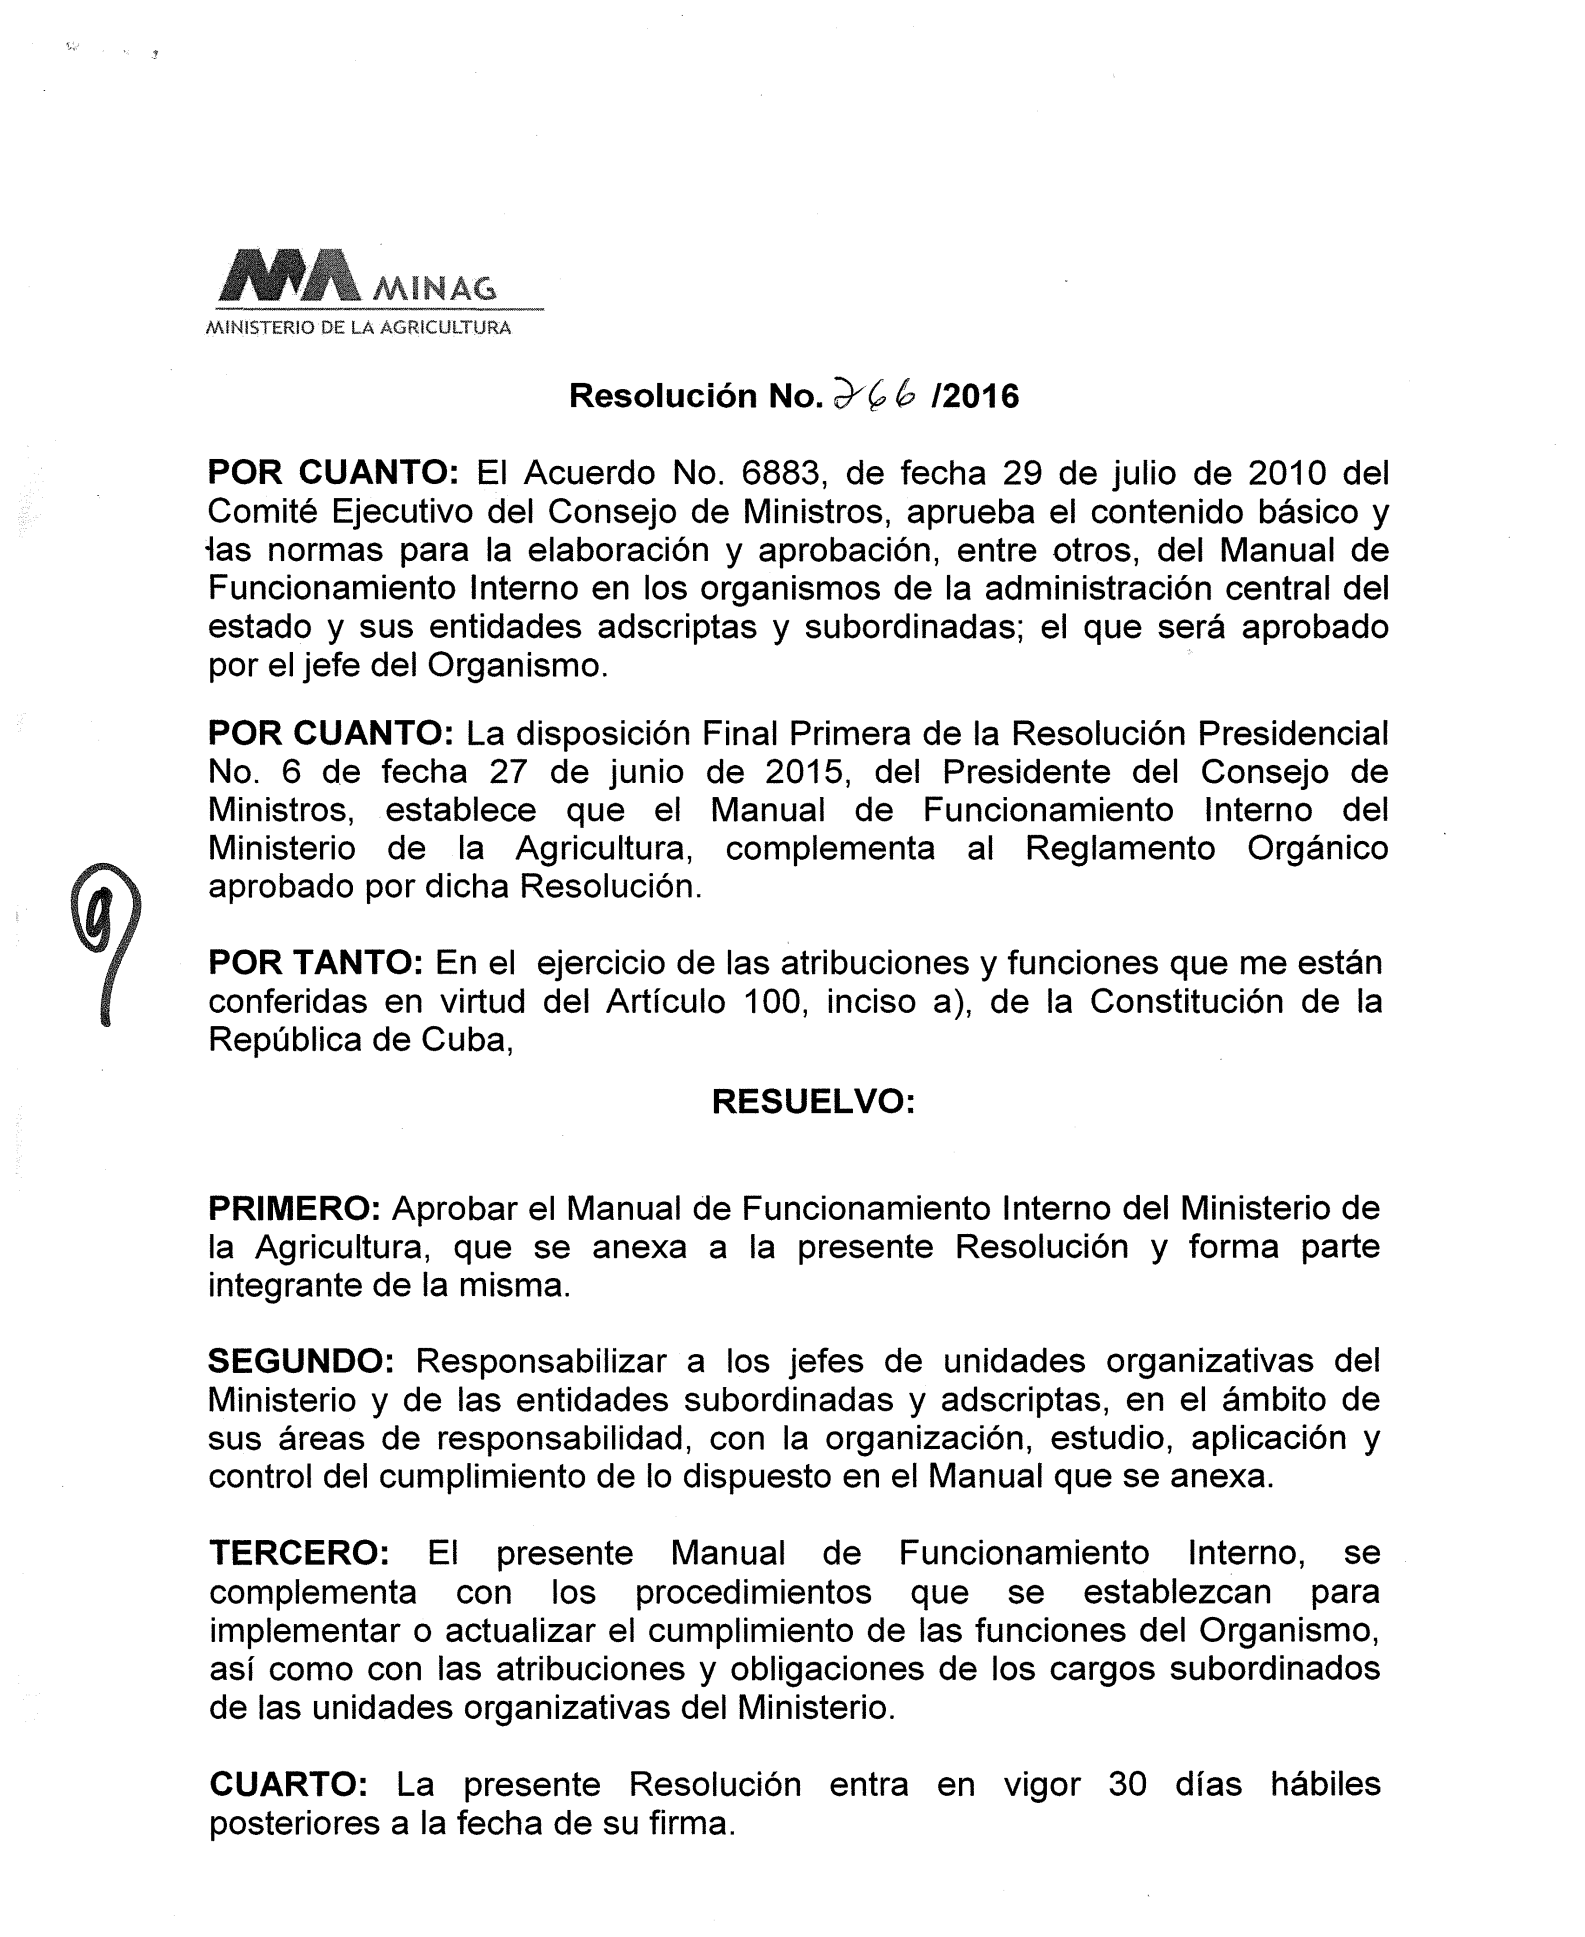 MINAG
MINISTERIO DE LA AGRICULTURA
Resolución No. 266 /2016
POR CUANTO: El Acuerdo No. 6883, de fecha 29 de julio de 2010 del
Comité Ejecutivo del Consejo de Ministros, aprueba el contenido básico y
las normas para la elaboración y aprobación, entre otros, del Manual de
Funcionamiento Interno en los organismos de la administración central del
estado y sus entidades adscriptas y subordinadas; el que será aprobado
por el jefe del Organismo.
POR CUANTO: La disposición Final Primera de la Resolución Presidencial
No. 6 de fecha 27 de junio de 2015, del Presidente del Consejo de
Ministros, establece que el Manual de Funcionamiento Interno del
Ministerio de la Agricultura, complementa al Reglamento Orgánico
aprobado por dicha Resolución.
POR TANTO: En el ejercicio de las atribuciones y funciones que me están
conferidas en virtud del Artículo 100, inciso a), de la Constitución de la
República de Cuba,
RESUELVO:
PRIMERO: Aprobar el Manual de Funcionamiento Interno del Ministerio de
la Agricultura, que se anexa a la presente Resolución y forma parte
integrante de la misma.
SEGUNDO: Responsabilizar a los jefes de unidades organizativas del
Ministerio y de las entidades subordinadas y adscriptas, en el ámbito de
sus áreas de responsabilidad, con la organización, estudio, aplicación y
control del cumplimiento de lo dispuesto en el Manual que se anexa.
TERCERO: El presente Manual de Funcionamiento Interno, se
complementa con los procedimientos que se establezcan para
implementar o actualizar el cumplimiento de las funciones del Organismo,
así como con las atribuciones y obligaciones de los cargos subordinados
de las unidades organizativas del Ministerio.
CUARTO: La presente Resolución entra en vigor 30 días hábiles
posteriores a la fecha de su firma.